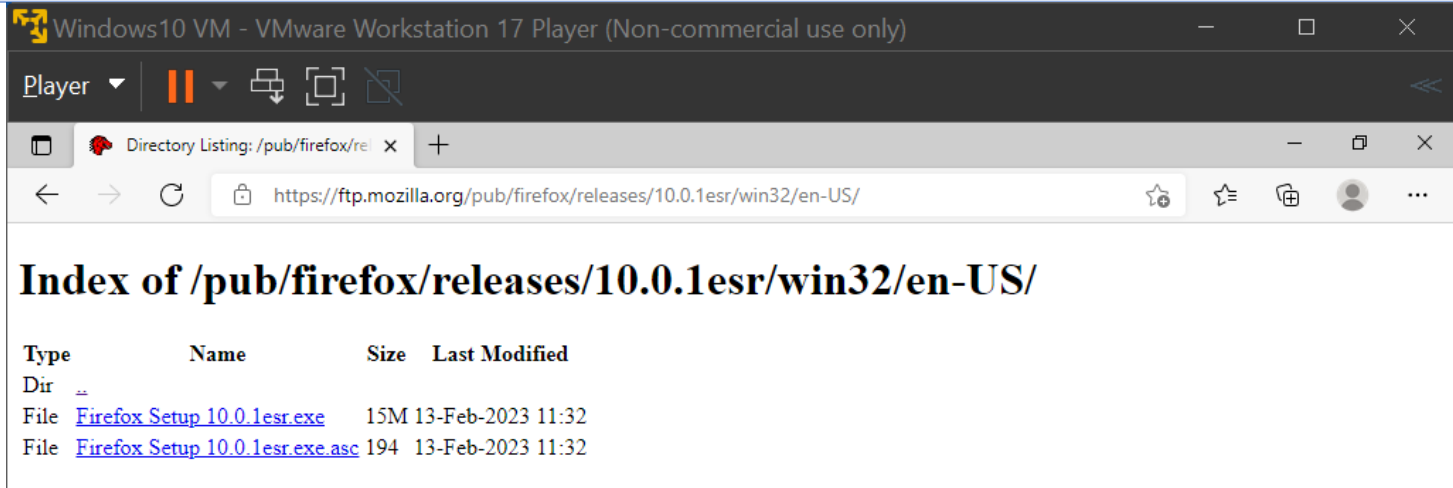 Windows10 VM - VMware Workstation 17 Player (Non-commercial use only)
Player
Directory Listing: /pub/firefox/rel
https://ftp.mozilla.org/pub/firefox/releases/10.0.1esr/win32/en-US/
Index of /pub/firefox/releases/10.0.1esr/win32/en-US/
Type Name Size Last Modified
Dir ..
File Firefox Setup 10.0.1esr.exe 15M 13-Feb-2023 11:32
File Firefox Setup 10.0.1esr.exe.asc 194 13-Feb-2023 11:32